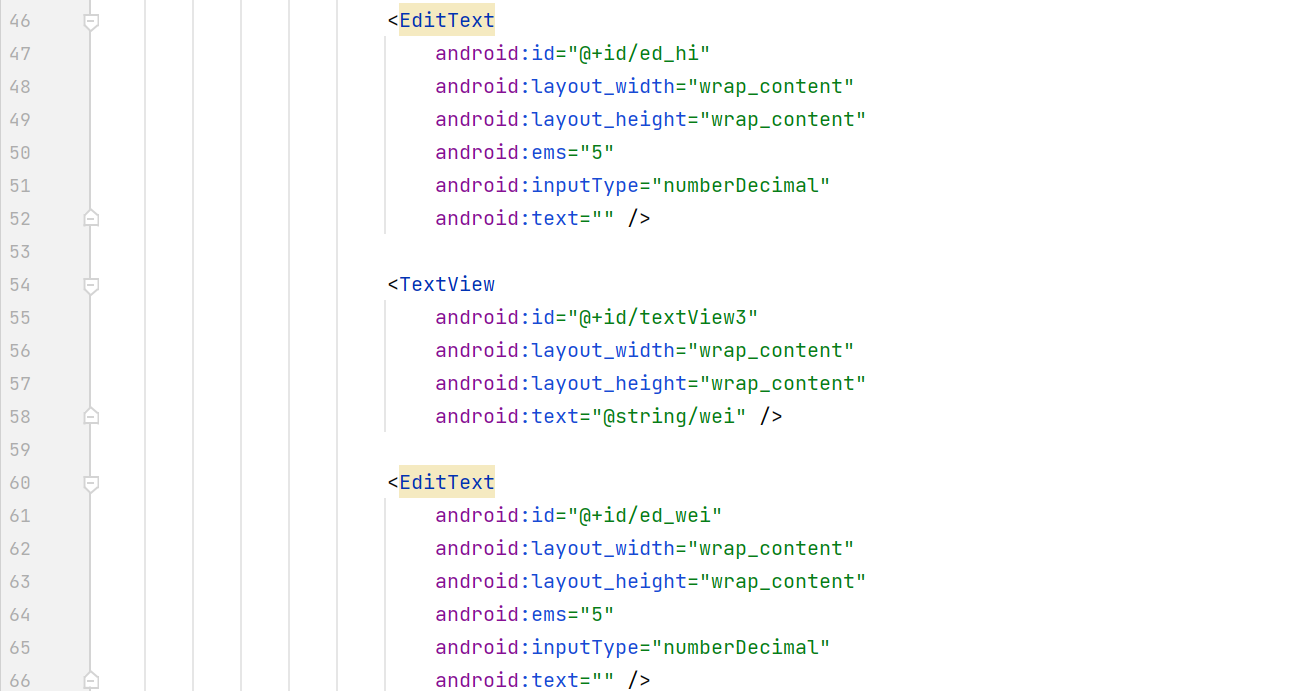 46 <EditText
47 android:id="@+id/ed_hi"
48 android:layout_width="wrap_content"
49 android:layout_height="wrap_content"
50 android:ems="5"
51 android:inputType="numberDecimal"
52 android:text="" />
53
54 <TextView
55 android:id="@+id/textView3"
56 android:layout_width="wrap_content"
57 android:layout_height="wrap_content"
58 android:text="@string/wei" />
59
60 <EditText
61 android:id="@+id/ed_wei"
62 android:layout_width="wrap_content"
63 android:layout_height="wrap_content"
64 android:ems="5"
65 android:inputType="numberDecimal"
66 android:text="" />